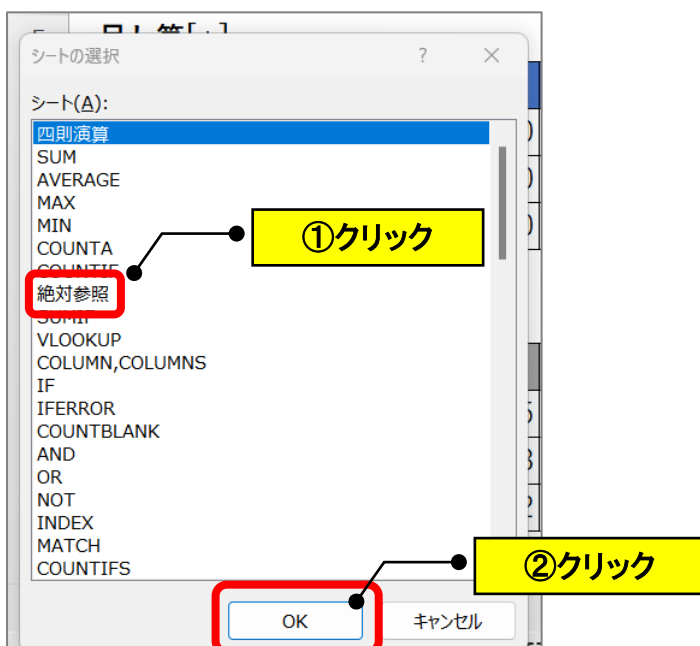 シートの選択 ? ×
シート(A):
四則演算
SUM
AVERAGE
MAX
MIN
COUNTA
COUNTIF
絶対参照
SUMIF
VLOOKUP
COLUMN,COLUMNS
IF
IFERROR
COUNTBLANK
AND
OR
NOT
INDEX
MATCH
COUNTIFS
①クリック
②クリック
OK キャンセル